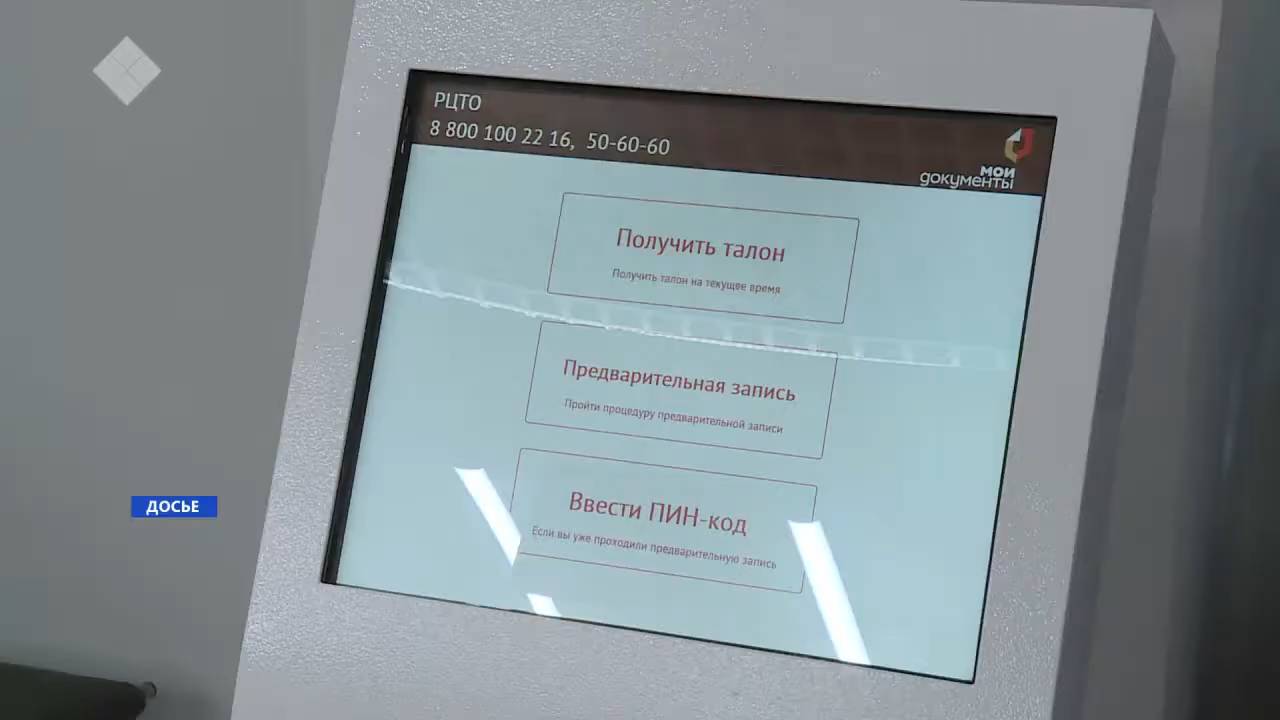 РЦТО
8 800 100 22 16, 50-60-60
мои
документы
Получить талон
Получить талон на текущее время
Предварительная запись
Пройти процедуру предварительной записи
Ввести ПИН-код
Если вы уже проходили предварительную запись
ДОСЬЕ